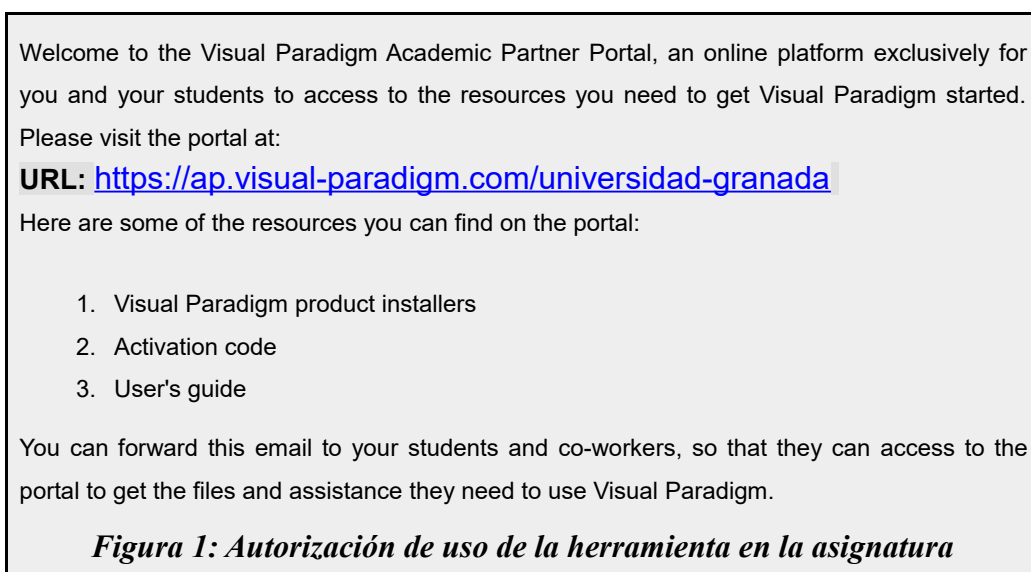 Welcome to the Visual Paradigm Academic Partner Portal, an online platform exclusively for
you and your students to access to the resources you need to get Visual Paradigm started.
Please visit the portal at:
URL: https://ap.visual-paradigm.com/universidad-granada
Here are some of the resources you can find on the portal:
1. Visual Paradigm product installers
2. Activation code
3. User's guide
You can forward this email to your students and co-workers, so that they can access to the
portal to get the files and assistance they need to use Visual Paradigm.
Figura 1: Autorización de uso de la herramienta en la asignatura